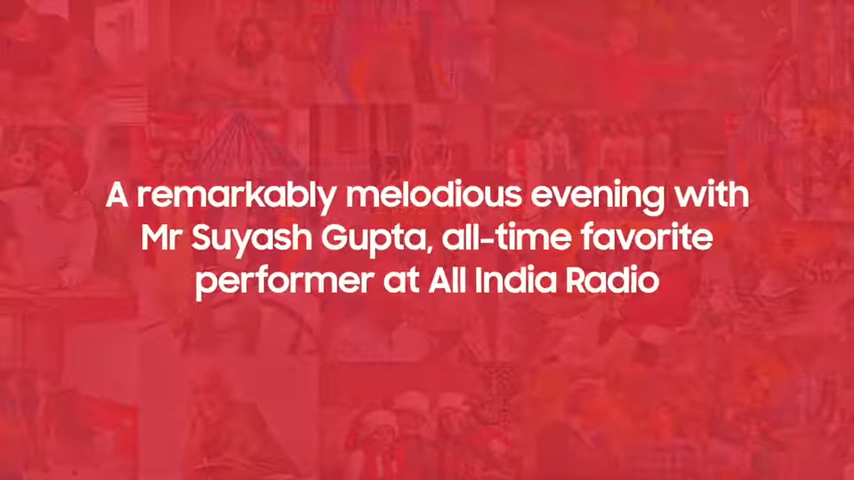 A remarkably melodious evening with
Mr Suyash Gupta, all-time favorite
performer at All India Radio